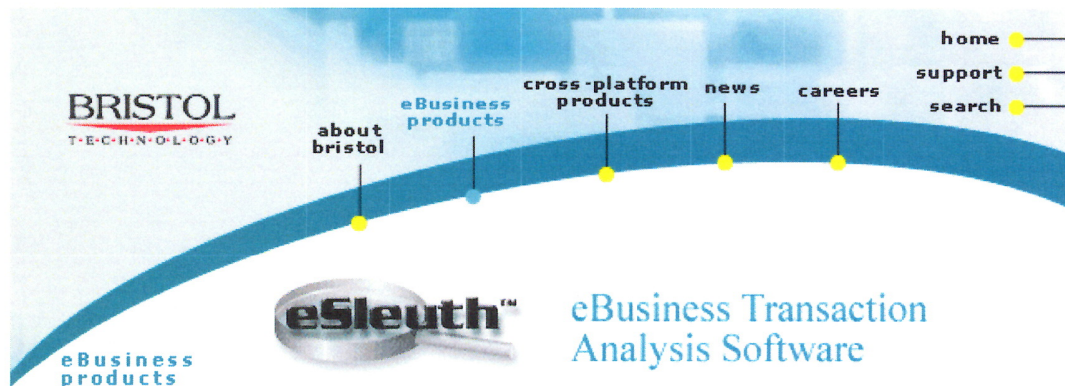 home
support
search
BRISTOL
T•E•C•H•N•O•L•O•G•Y
about
bristol
eBusiness
products
cross-platform
products
news
careers
eSleuth™
eBusiness Transaction
Analysis Software
eBusiness
products